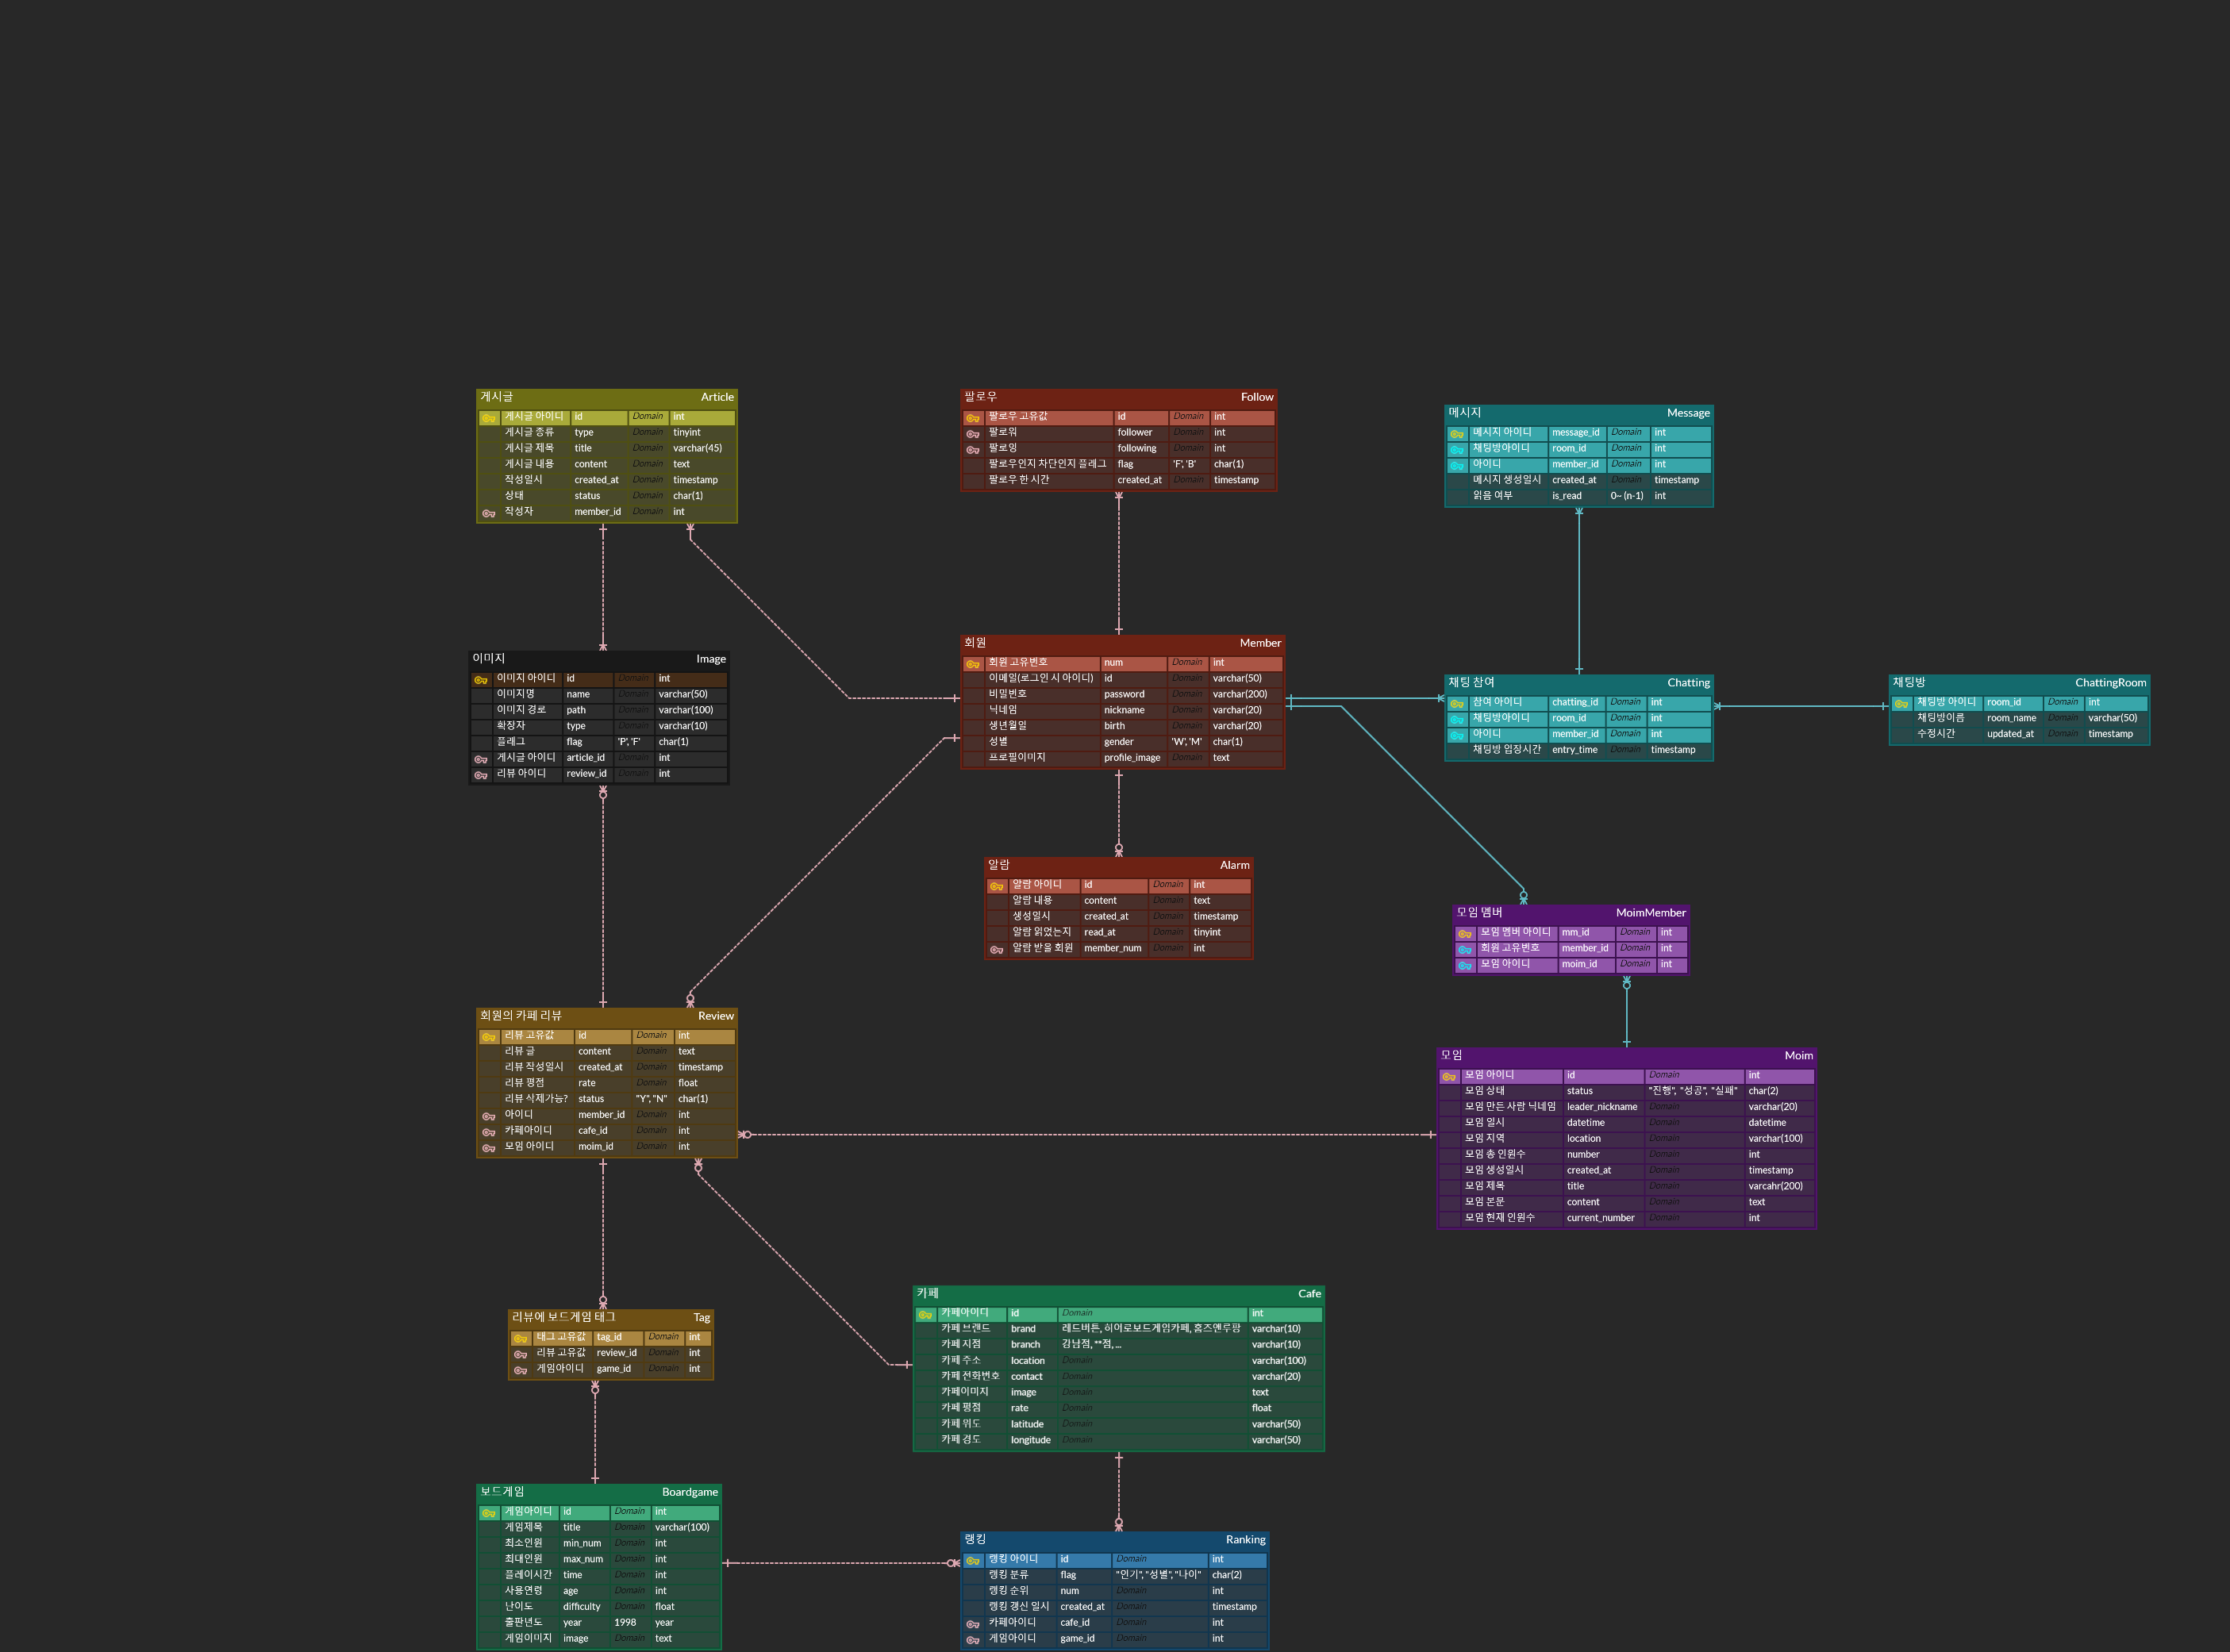 게시글 Article
게시글 아이디 id Domain int
게시글 종류 type Domain tinyint
게시글 제목 title Domain varchar(45)
게시글 내용 content Domain text
작성일시 created_at Domain timestamp
상태 status Domain char(1)
작성자 member_id Domain int
팔로우 Follow
팔로우 고유값 id Domain int
팔로워 follower Domain int
팔로잉 following Domain int
팔로우인지 차단인지 플래그 flag 'F', 'B' char(1)
팔로우 한 시간 created_at Domain timestamp
메시지 Message
메시지 아이디 message_id Domain int
채팅방아이디 room_id Domain int
아이디 member_id Domain int
메시지 생성일시 created_at Domain timestamp
읽음 여부 is_read 0~ (n-1) int
이미지 Image
이미지 아이디 id Domain int
이미지명 name Domain varchar(50)
이미지 경로 path Domain varchar(100)
확장자 type Domain varchar(10)
플래그 flag 'P', 'F' char(1)
게시글 아이디 article_id Domain int
리뷰 아이디 review_id Domain int
회원 Member
회원 고유번호 num Domain int
이메일(로그인 시 아이디) id Domain varchar(50)
비밀번호 password Domain varchar(200)
닉네임 nickname Domain varchar(20)
생년월일 birth Domain varchar(20)
성별 gender 'W', 'M' char(1)
프로필이미지 profile_image Domain text
채팅 참여 Chatting
참여 아이디 chatting_id Domain int
채팅방아이디 room_id Domain int
아이디 member_id Domain int
채팅방 입장시간 entry_time Domain timestamp
채팅방 ChattingRoom
채팅방 아이디 room_id Domain int
채팅방이름 room_name Domain varchar(50)
수정시간 updated_at Domain timestamp
알람 Alarm
알람 아이디 id Domain int
알람 내용 content Domain text
생성일시 created_at Domain timestamp
알람 읽었는지 read_at Domain tinyint
알람 받을 회원 member_num Domain int
모임 멤버 MoimMember
모임 멤버 아이디 mm_id Domain int
회원 고유번호 member_id Domain int
모임 아이디 moim_id Domain int
회원의 카페 리뷰 Review
리뷰 고유값 id Domain int
리뷰 글 content Domain text
리뷰 작성일시 created_at Domain timestamp
리뷰 평점 rate Domain float
리뷰 삭제가능? status "Y", "N" char(1)
아이디 member_id Domain int
카페아이디 cafe_id Domain int
모임 아이디 moim_id Domain int
모임 Moim
모임 아이디 id Domain int
모임 상태 status "진행", "성공", "실패" char(2)
모임 만든 사람 닉네임 leader_nickname Domain varchar(20)
모임 일시 datetime Domain datetime
모임 지역 location Domain varchar(100)
모임 총 인원수 number Domain int
모임 생성일시 created_at Domain timestamp
모임 제목 title Domain varcahr(200)
모임 본문 content Domain text
모임 현재 인원수 current_number Domain int
리뷰에 보드게임 태그 Tag
태그 고유값 tag_id Domain int
리뷰 고유값 review_id Domain int
게임아이디 game_id Domain int
카페 Cafe
카페아이디 id Domain int
카페 브랜드 brand 레드버튼, 히어로보드게임카페, 홈즈앤루팡 varchar(10)
카페 지점 branch 강남점, **점, ... varchar(10)
카페 주소 location Domain varchar(100)
카페 전화번호 contact Domain varchar(20)
카페이미지 image Domain text
카페 평점 rate Domain float
카페 위도 latitude Domain varchar(50)
카페 경도 longitude Domain varchar(50)
보드게임 Boardgame
게임아이디 id Domain int
게임제목 title Domain varchar(100)
최소인원 min_num Domain int
최대인원 max_num Domain int
플레이시간 time Domain int
사용연령 age Domain int
난이도 difficulty Domain float
출판년도 year 1998 year
게임이미지 image Domain text
랭킹 Ranking
랭킹 아이디 id Domain int
랭킹 분류 flag "인기", "성별", "나이" char(2)
랭킹 순위 num Domain int
랭킹 갱신 일시 created_at Domain timestamp
카페아이디 cafe_id Domain int
게임아이디 game_id Domain int